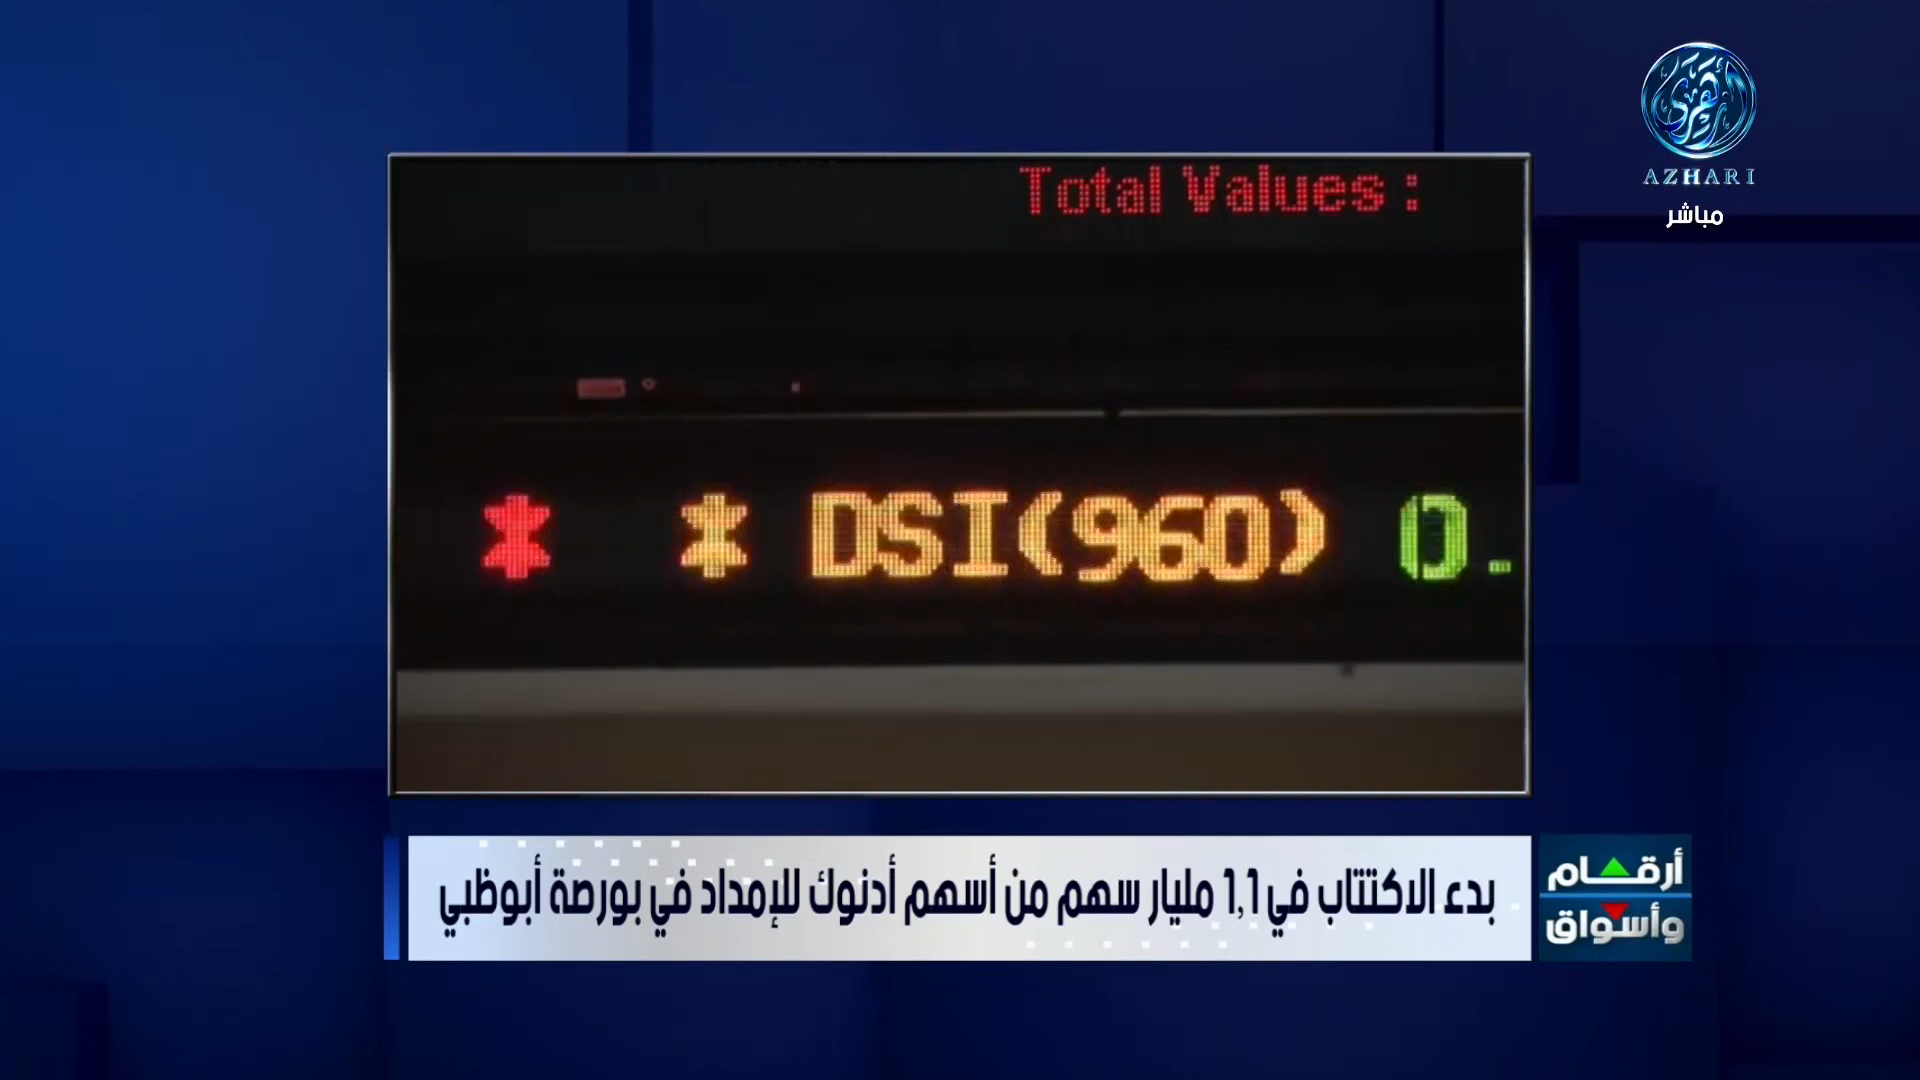 AZHARI
مباشر
Total Values :
* * DSI(960) 0.
بدء الاكتتاب في 1,1 مليار سهم من أسهم أدنوك للإمداد في بورصة أبوظبي
أرقام
وأسواق